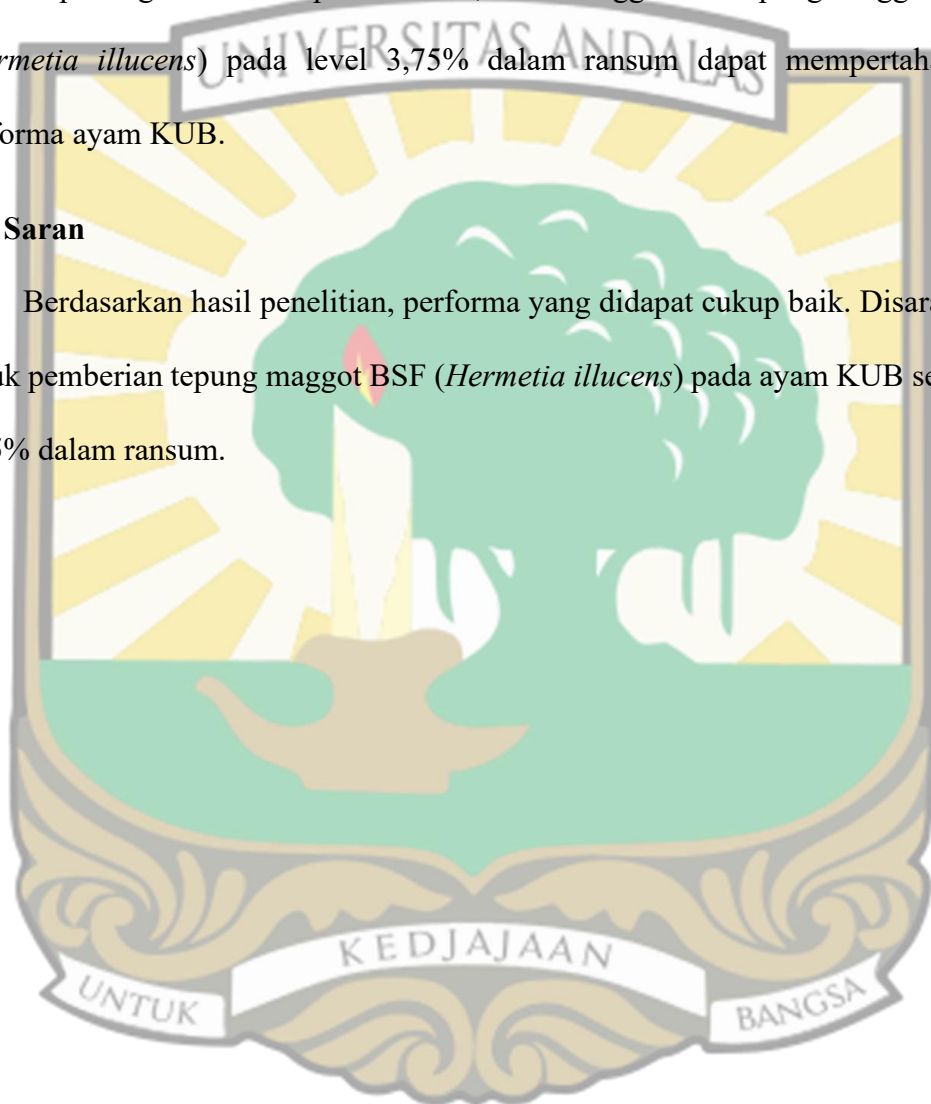 UNIVERSITAS ANDALAS
rmetia illucens) pada level 3,75% dalam ransum dapat mempertaha
forma ayam KUB.
Saran
Berdasarkan hasil penelitian, performa yang didapat cukup baik. Disara
uk pemberian tepung maggot BSF (Hermetia illucens) pada ayam KUB se
5% dalam ransum.
KEDJAJAAN
UNTUK
BANGSA